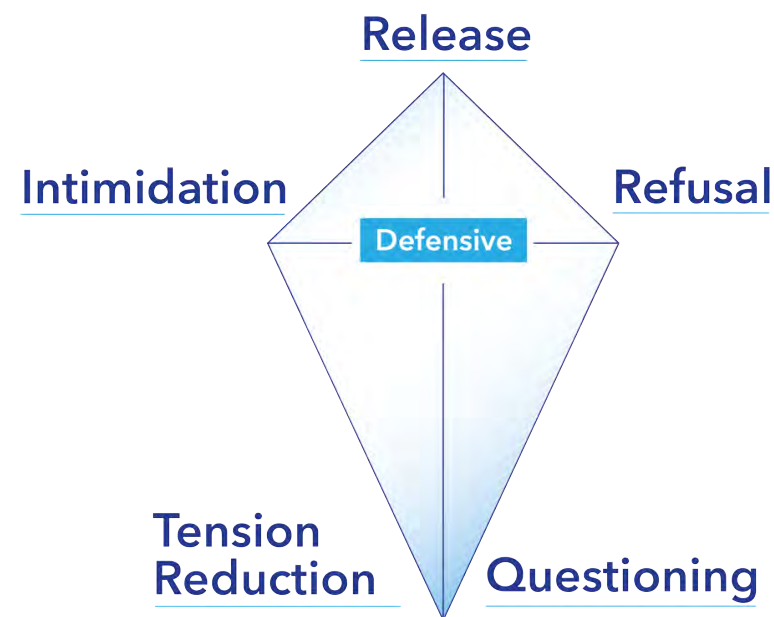 Release
Intimidation
Refusal
Defensive
Tension
Reduction
Questioning